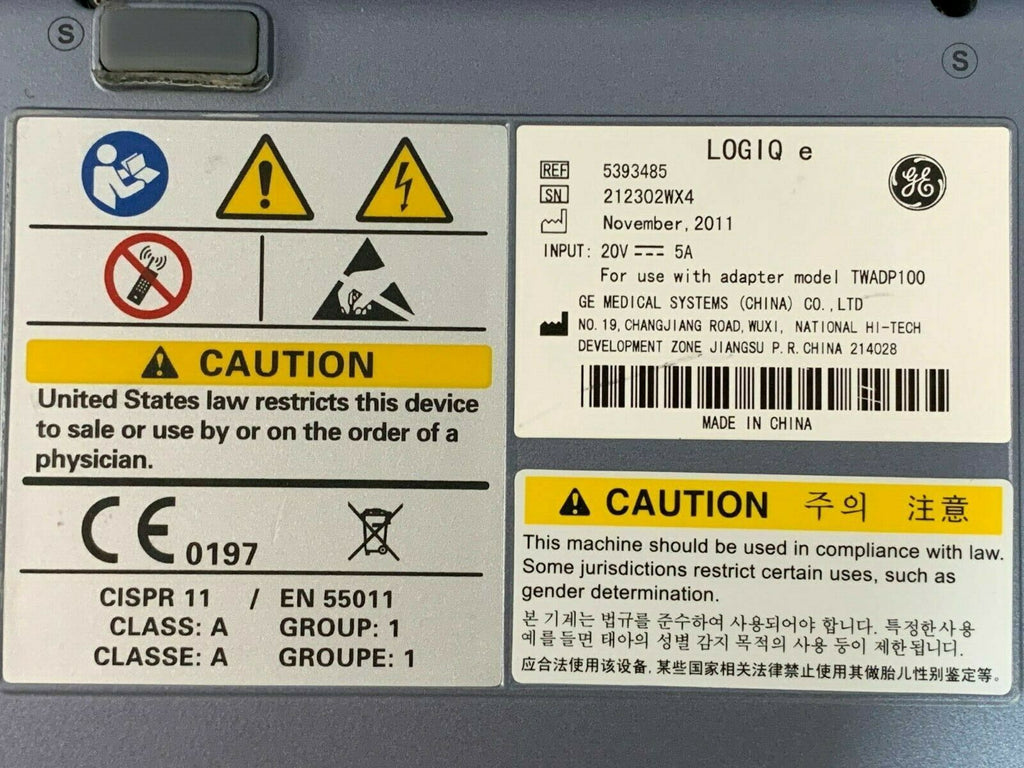 S
S
CAUTION
United States law restricts this device
to sale or use by or on the order of a
physician.
CE 0197
CISPR 11 / EN 55011
CLASS: A GROUP: 1
CLASSE: A GROUPE: 1
LOGIQ e
GE
REF 5393485
SN 212302WX4
November, 2011
INPUT: 20V 5A
For use with adapter model TWADP100
GE MEDICAL SYSTEMS (CHINA) CO., LTD
NO. 19, CHANGJIANG ROAD, WUXI, NATIONAL HI-TECH
DEVELOPMENT ZONE JIANGSU P.R. CHINA 214028
MADE IN CHINA
CAUTION 주의 注意
This machine should be used in compliance with law.
Some jurisdictions restrict certain uses, such as
gender determination.
본 기계는 법규를 준수하여 사용되어야 합니다. 특정한 사용
예를들면 태아의 성별 감지 목적의 사용 등이 제한됩니다.
应合法使用该设备, 某些国家相关法律禁止使用其做胎儿性别鉴定等。